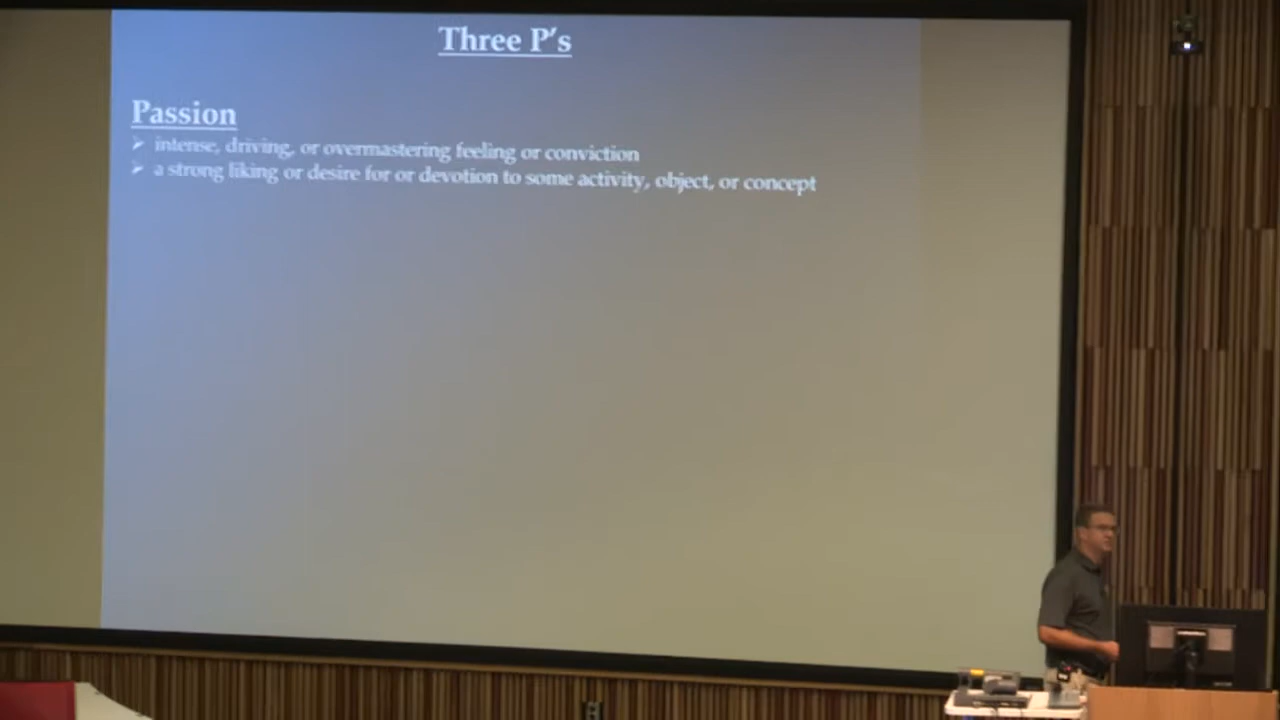 Three P's
Passion
➢ intense, driving, or overmastering feeling or conviction
➢ a strong liking or desire for or devotion to some activity, object, or concept